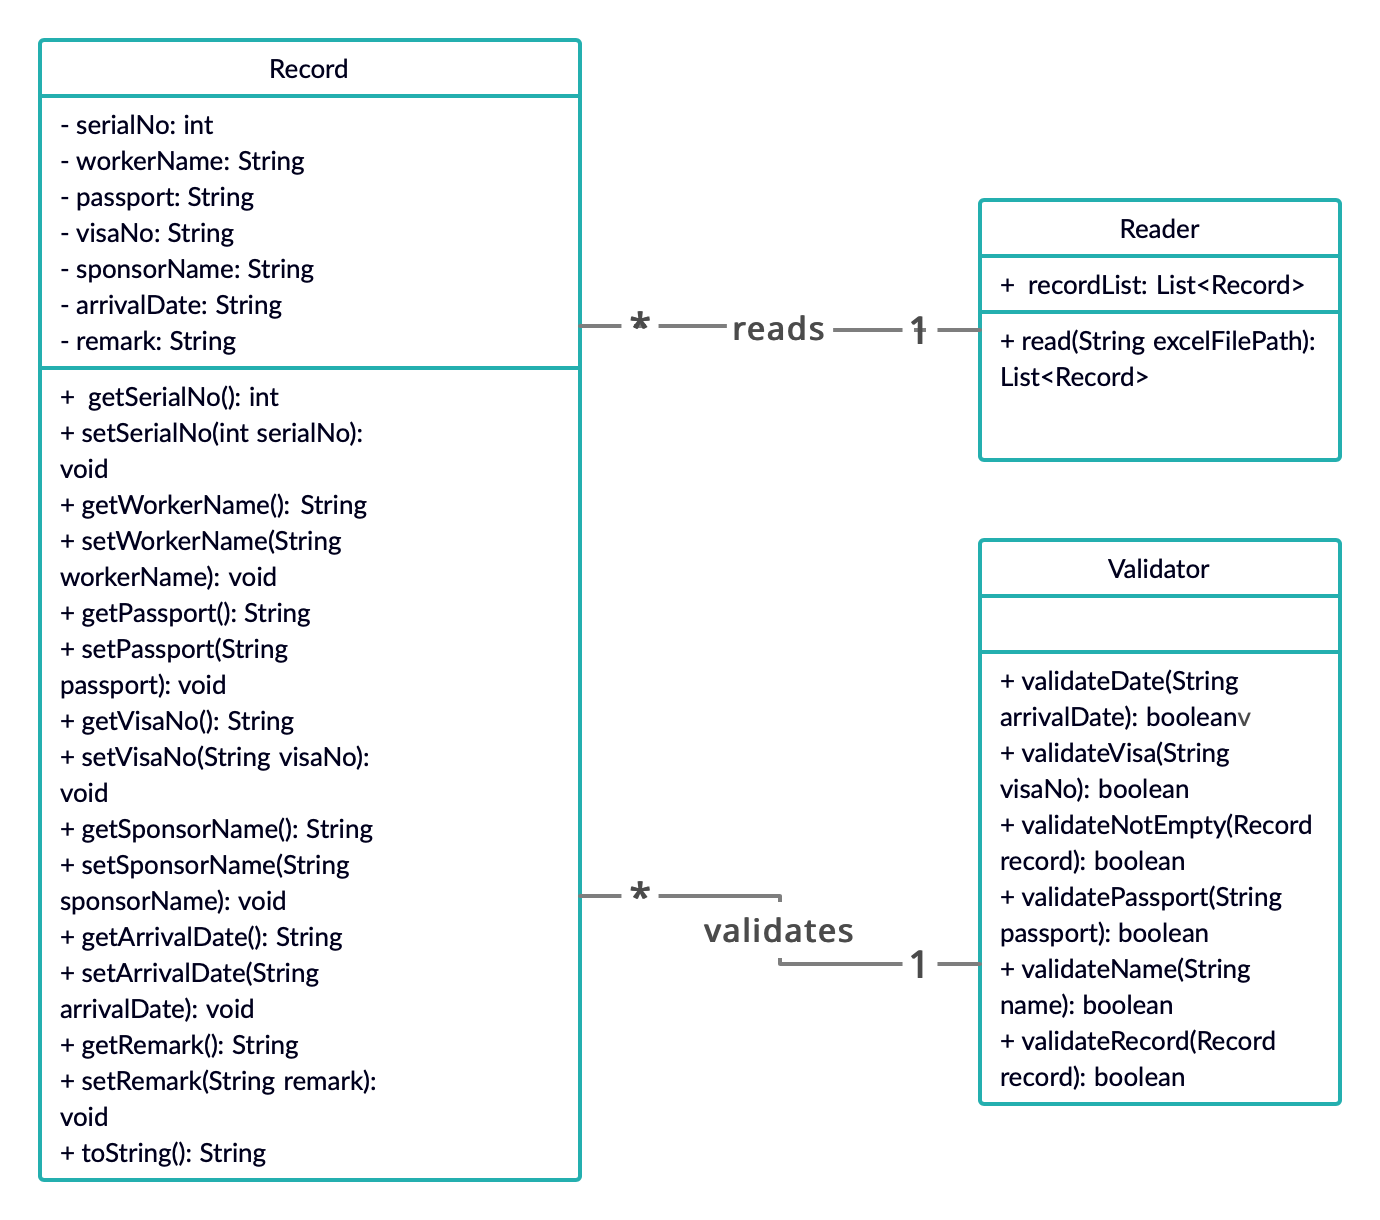 Record
- serialNo: int
- workerName: String
- passport: String
- visaNo: String
- sponsorName: String
- arrivalDate: String
- remark: String
+ getSerialNo(): int
+ setSerialNo(int serialNo):
void
+ getWorkerName(): String
+ setWorkerName(String
workerName): void
+ getPassport(): String
+ setPassport(String
passport): void
+ getVisaNo(): String
+ setVisaNo(String visaNo):
void
+ getSponsorName(): String
+ setSponsorName(String
sponsorName): void
+ getArrivalDate(): String
+ setArrivalDate(String
arrivalDate): void
+ getRemark(): String
+ setRemark(String remark):
void
+ toString(): String
* reads 1
Reader
+ recordList: List<Record>
+ read(String excelFilePath):
List<Record>
*
validates
1
Validator
+ validateDate(String
arrivalDate): booleanv
+ validateVisa(String
visaNo): boolean
+ validateNotEmpty(Record
record): boolean
+ validatePassport(String
passport): boolean
+ validateName(String
name): boolean
+ validateRecord(Record
record): boolean